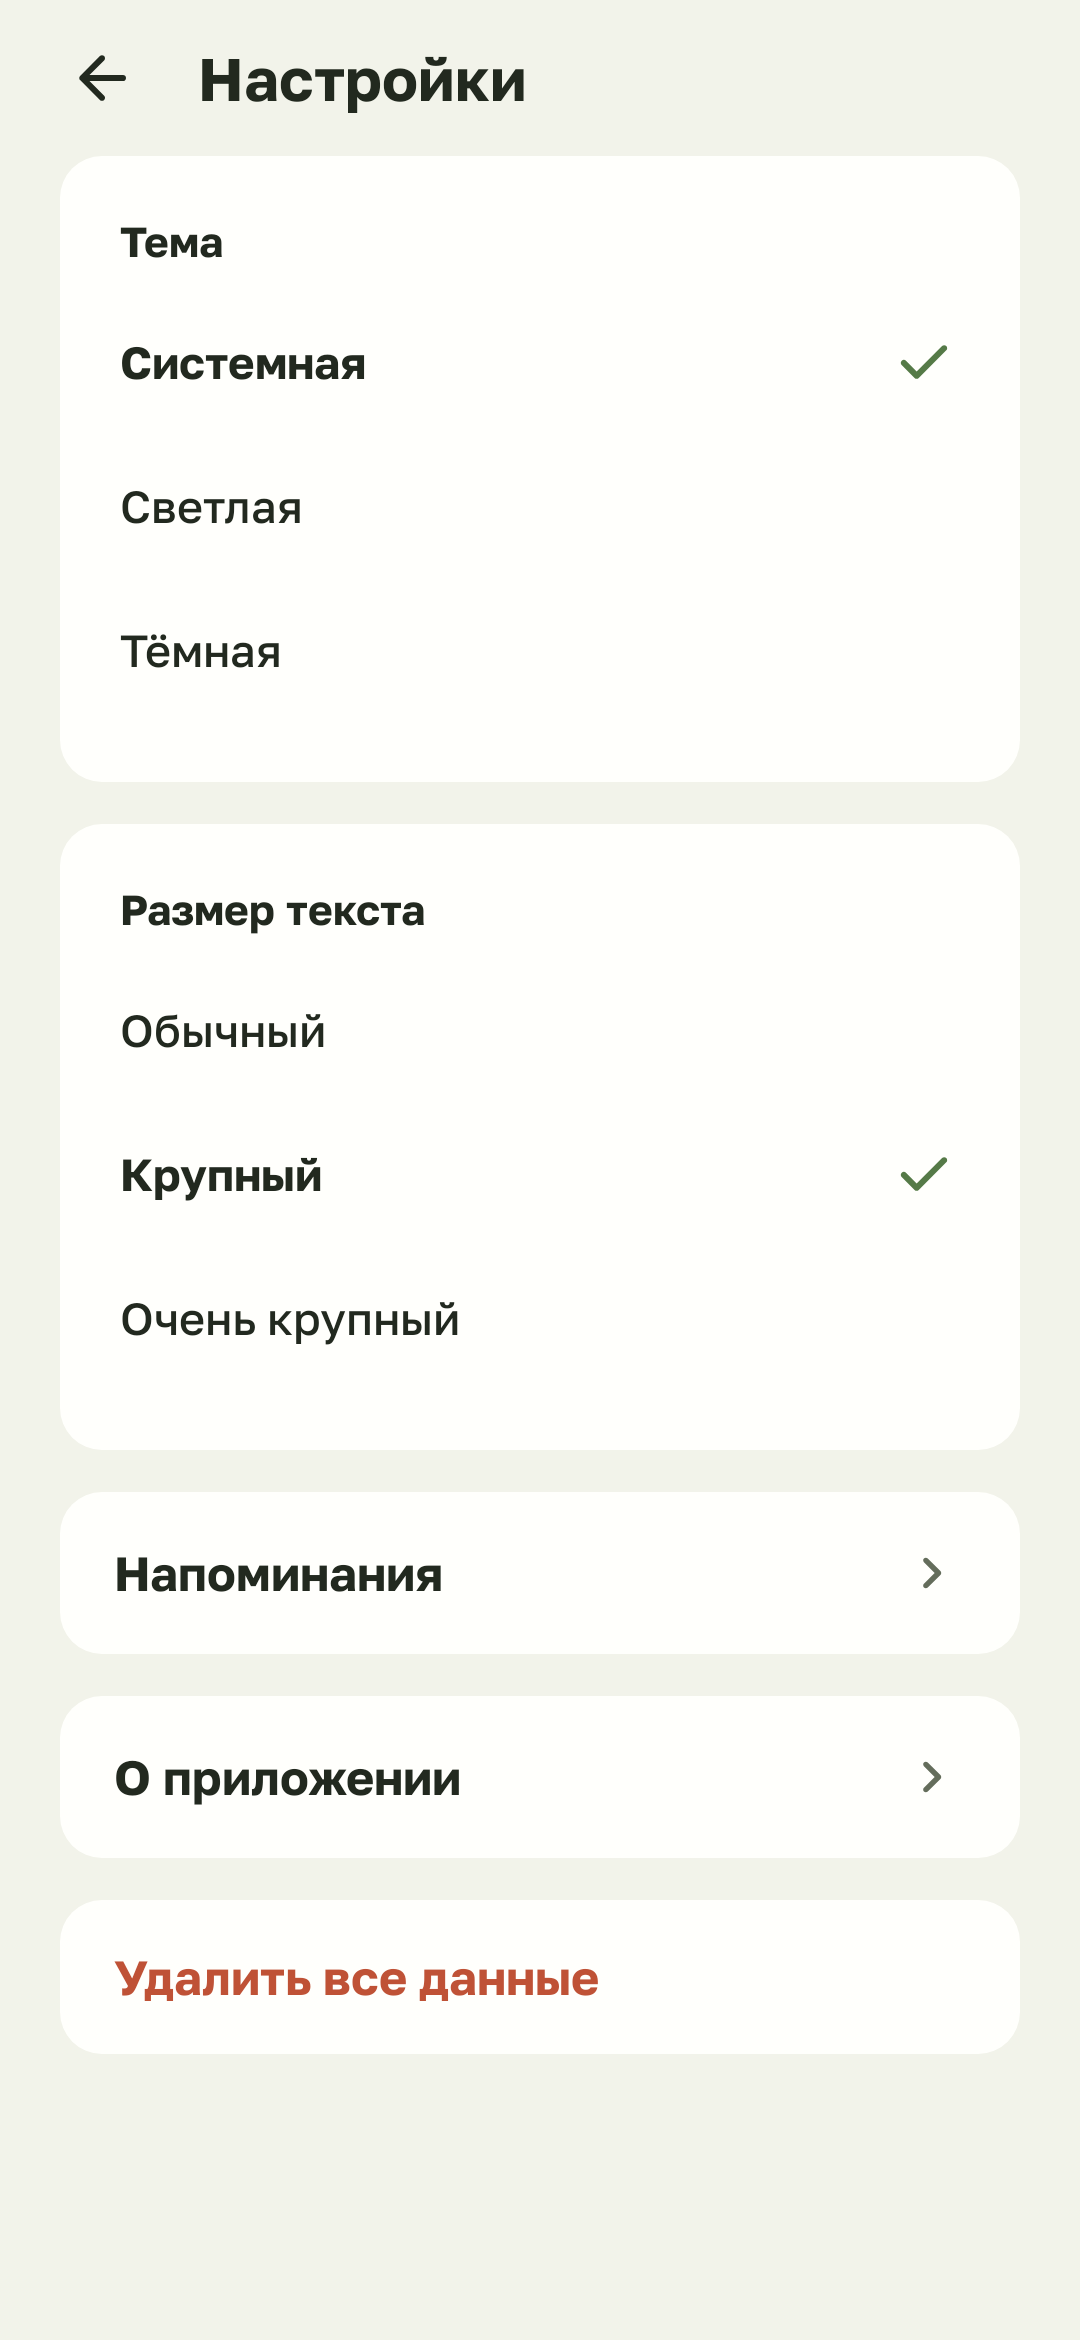 Настройки
Тема
Системная
Светлая
Тёмная
Размер текста
Обычный
Крупный
Очень крупный
Напоминания
О приложении
Удалить все данные